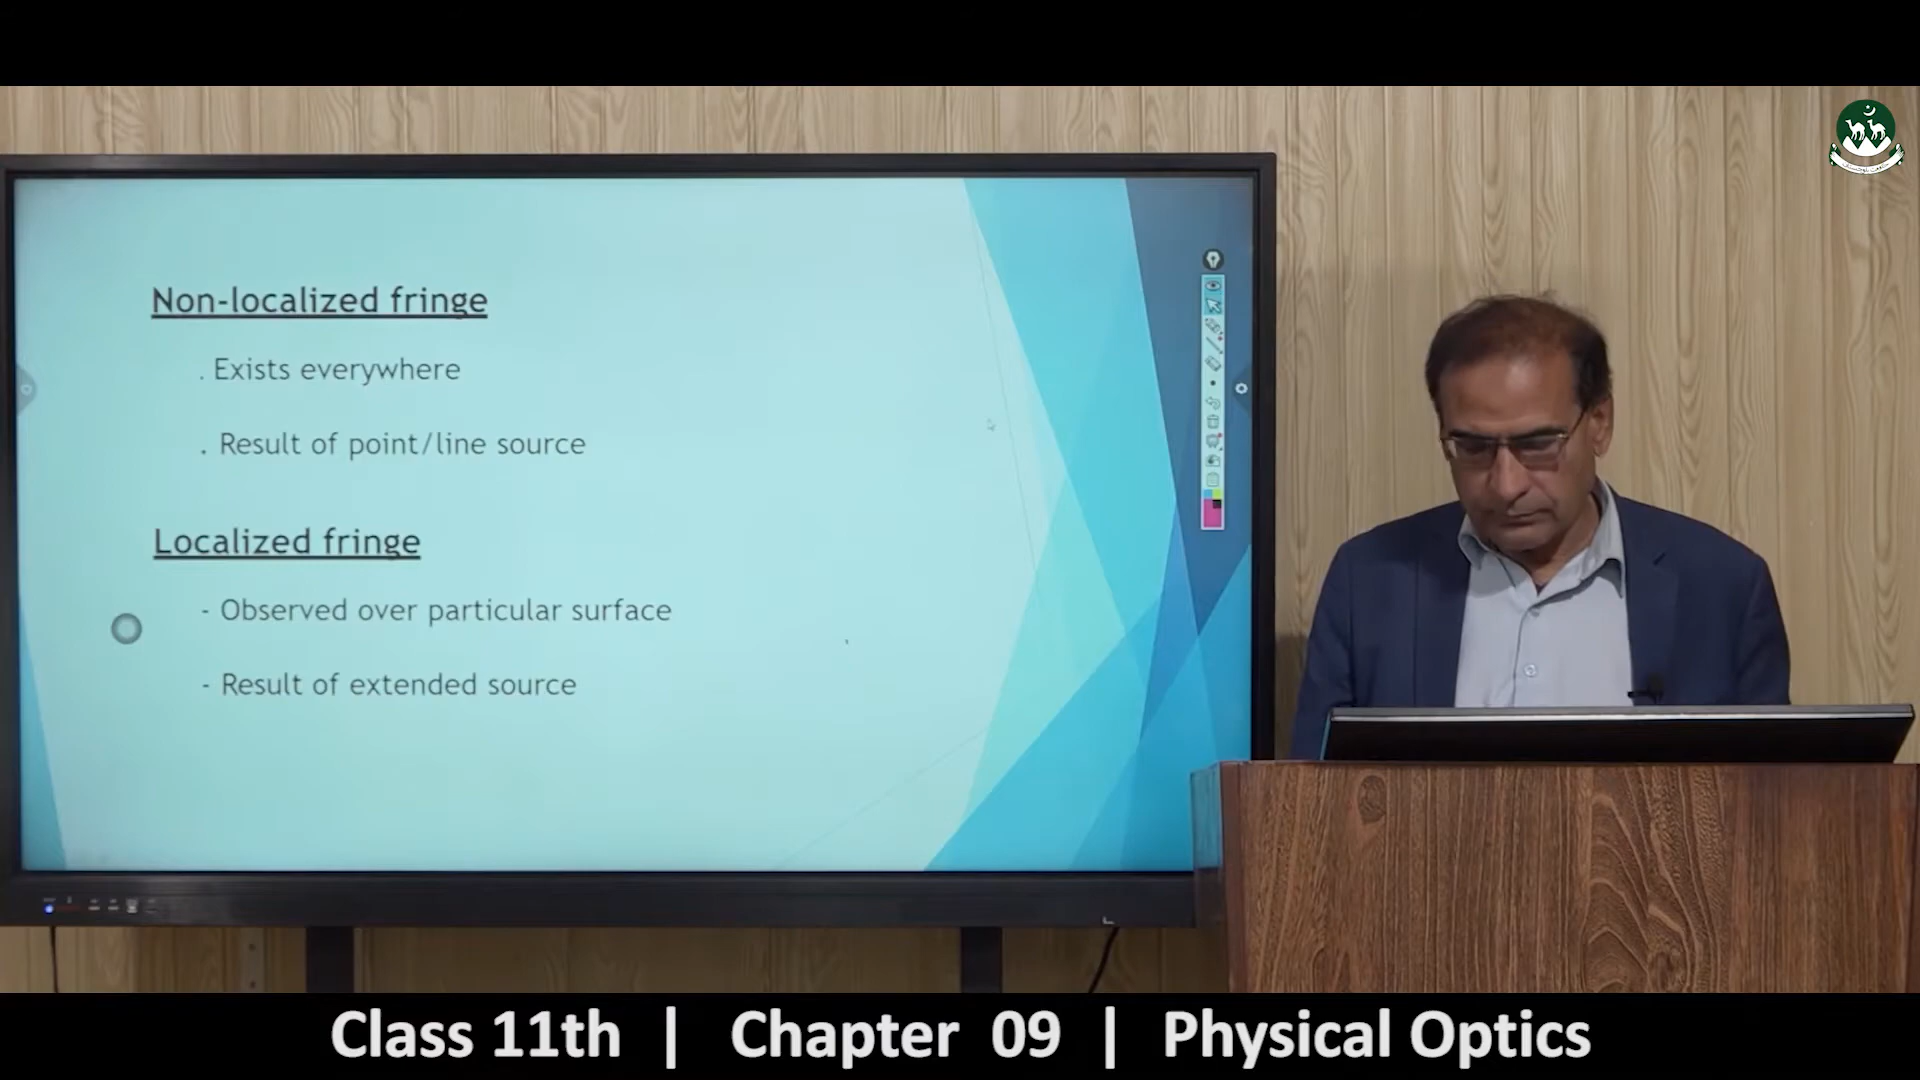 Non-localized fringe
. Exists everywhere
. Result of point/line source
Localized fringe
- Observed over particular surface
- Result of extended source
Class 11th | Chapter 09 | Physical Optics